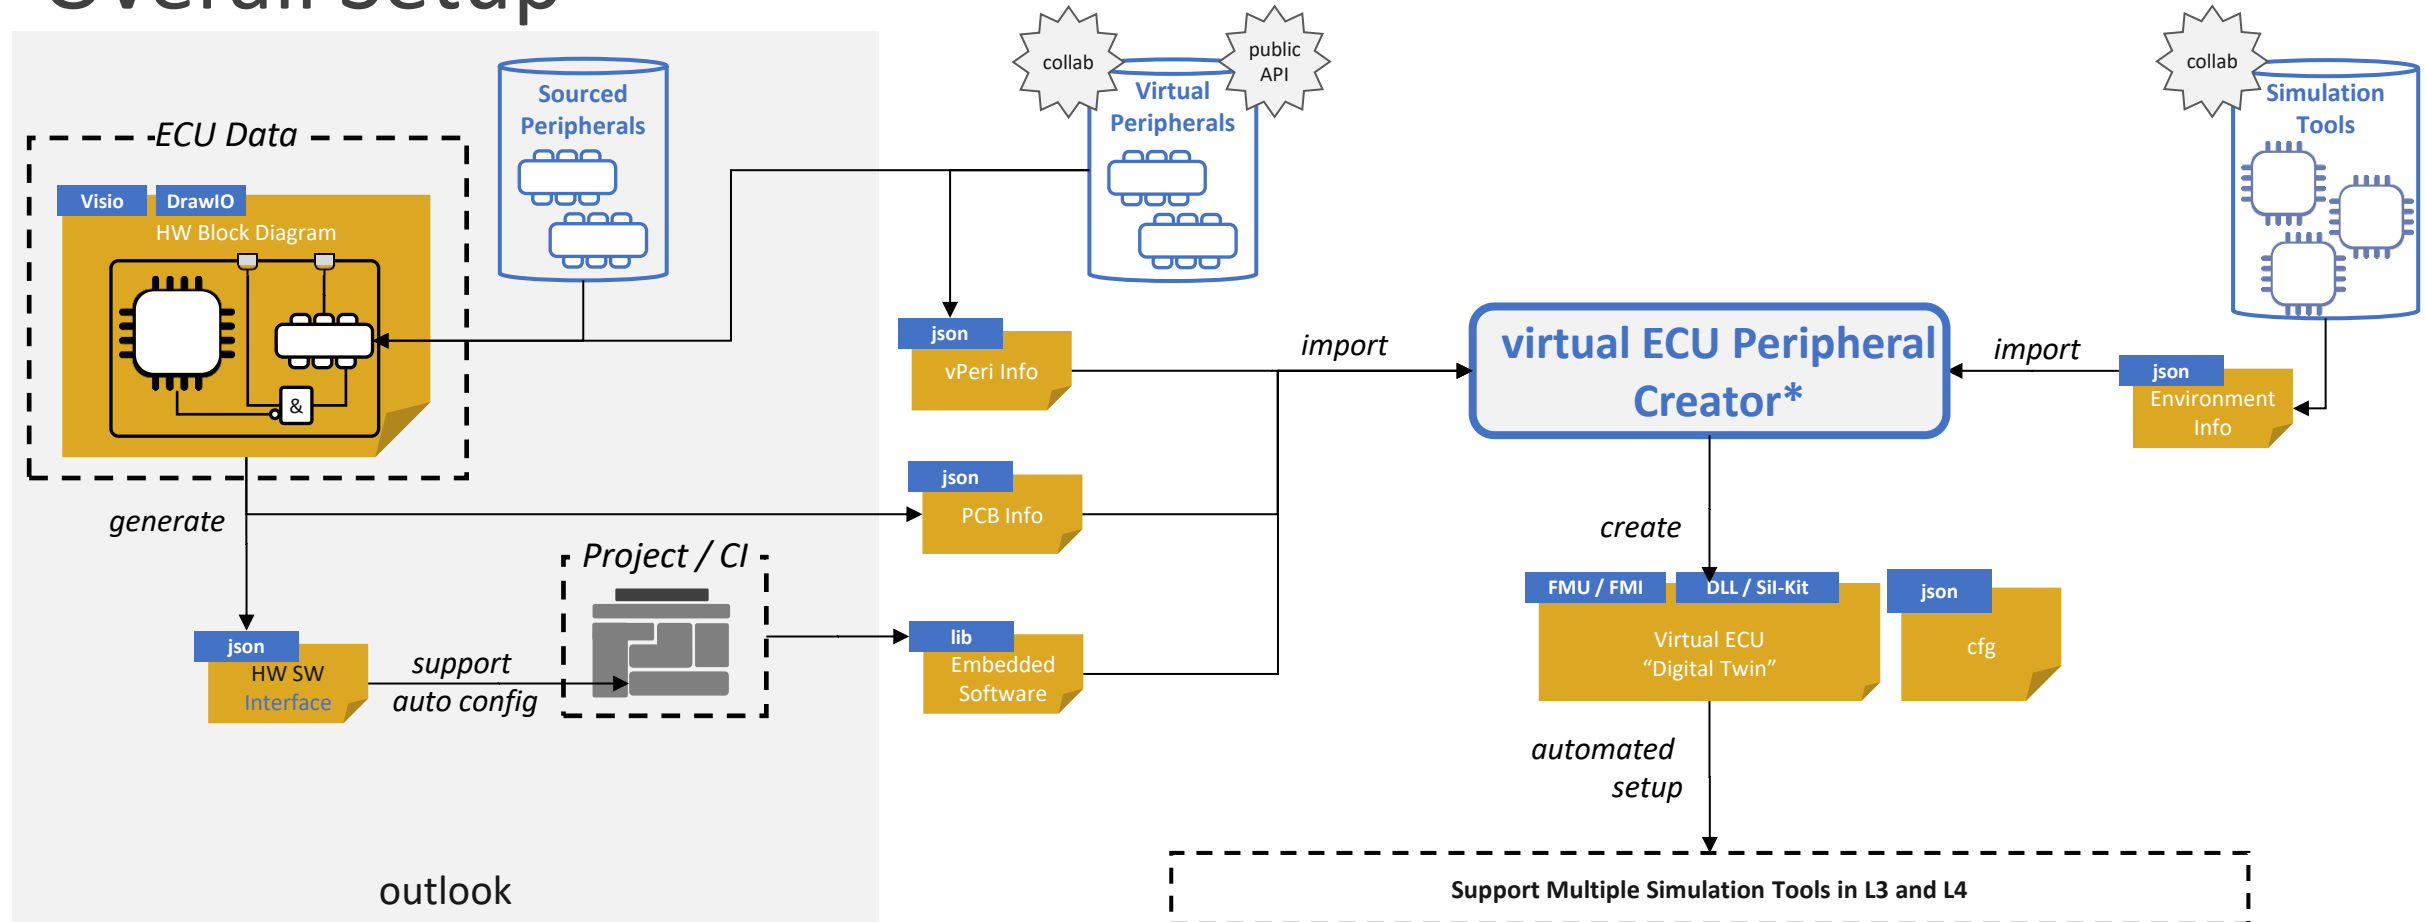 Overall Setup
collab
public
API
collab
Sourced
Peripherals
Virtual
Peripherals
Simulation
Tools
ECU Data
Visio
DrawIO
HW Block Diagram
&
json
vPeri Info
import
virtual ECU Peripheral
Creator*
import
json
Environment
Info
generate
json
PCB Info
create
Project / CI
FMU / FMI
DLL / Sil-Kit
json
Virtual ECU
“Digital Twin”
cfg
json
HW SW
Interface
support
auto config
lib
Embedded
Software
automated
setup
outlook
Support Multiple Simulation Tools in L3 and L4